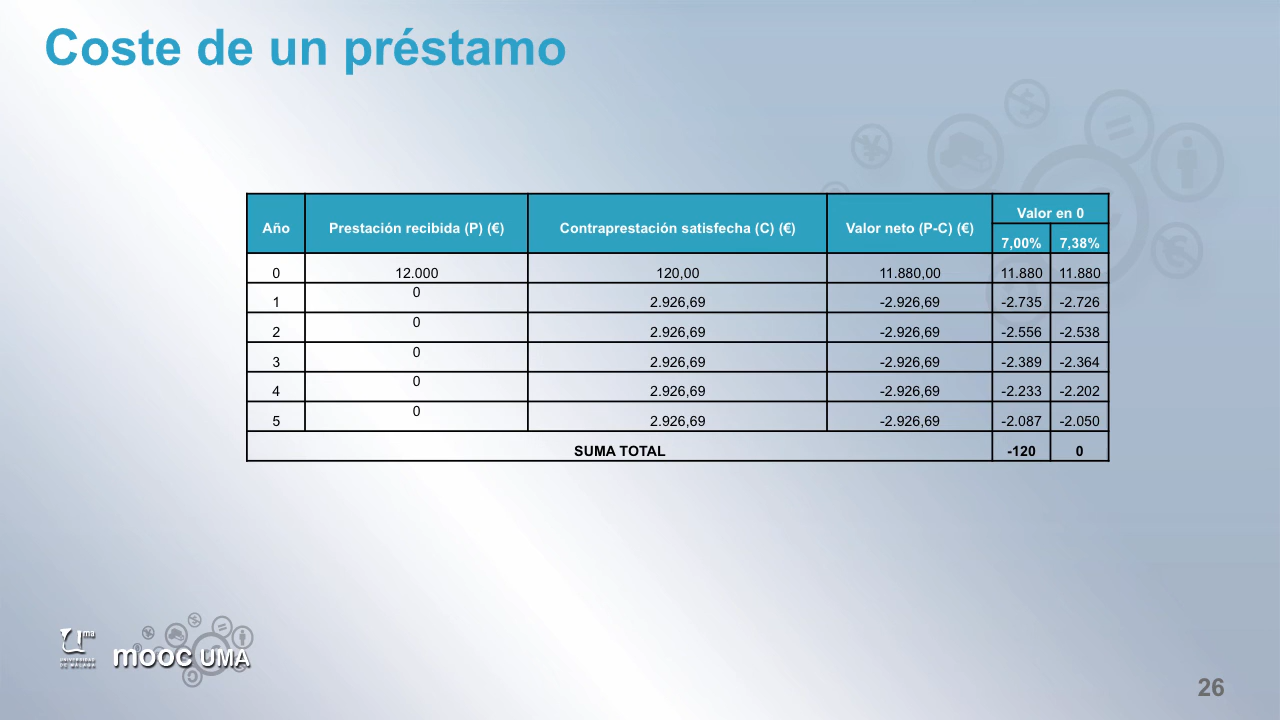 Coste de un préstamo
Año Prestación recibida (P) (€) Contraprestación satisfecha (C) (€) Valor neto (P-C) (€) Valor en 0
7,00% 7,38%
0 12.000 120,00 11.880,00 11.880 11.880
1 0 2.926,69 -2.926,69 -2.735 -2.726
2 0 2.926,69 -2.926,69 -2.556 -2.538
3 0 2.926,69 -2.926,69 -2.389 -2.364
4 0 2.926,69 -2.926,69 -2.233 -2.202
5 0 2.926,69 -2.926,69 -2.087 -2.050
SUMA TOTAL -120 0
uma
UNIVERSIDAD
DE MÁLAGA
mooc UMA
26